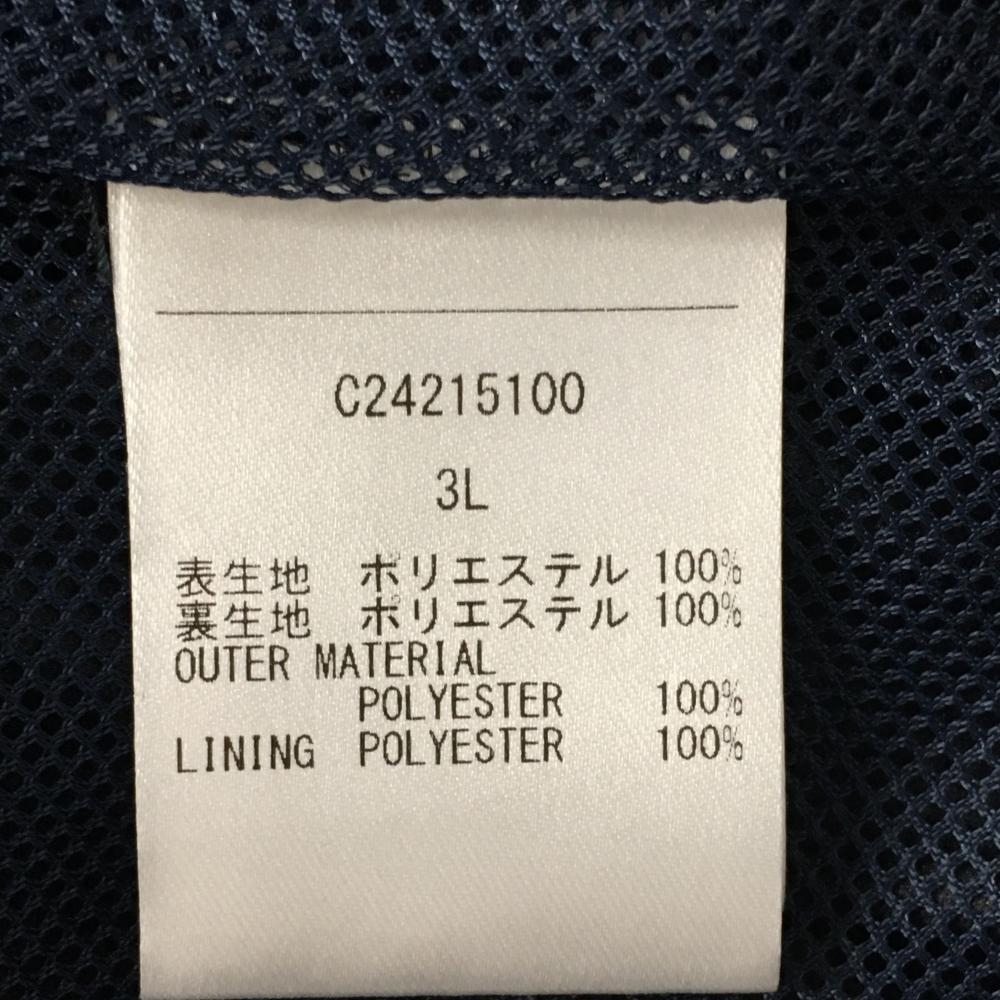 C24215100
3L
表生地 ポリエステル 100%
裏生地 ポリエステル 100%
OUTER MATERIAL
POLYESTER 100%
LINING POLYESTER 100%